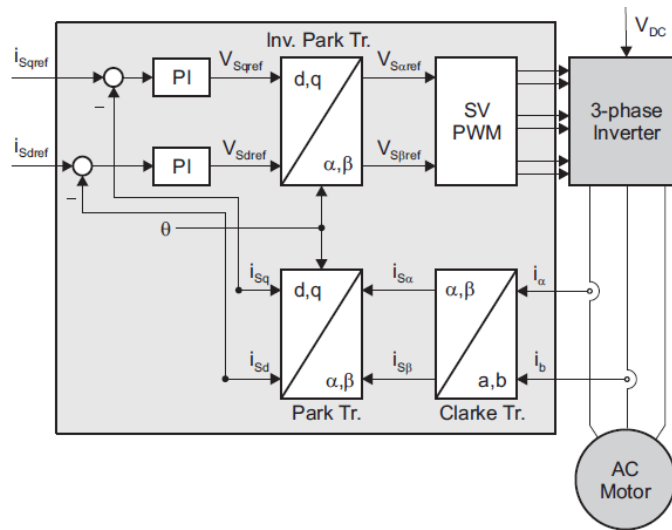 Inv. Park Tr.
V_DC
i_Sqref
PI
V_Sqref
d,q
α,β
V_Sαref
SV
PWM
3-phase
Inverter
i_Sdref
PI
V_Sdref
V_Sβref
–
–
θ
i_Sq
d,q
α,β
i_Sα
α,β
a,b
i_α
i_Sd
i_Sβ
i_b
Park Tr.
Clarke Tr.
AC
Motor